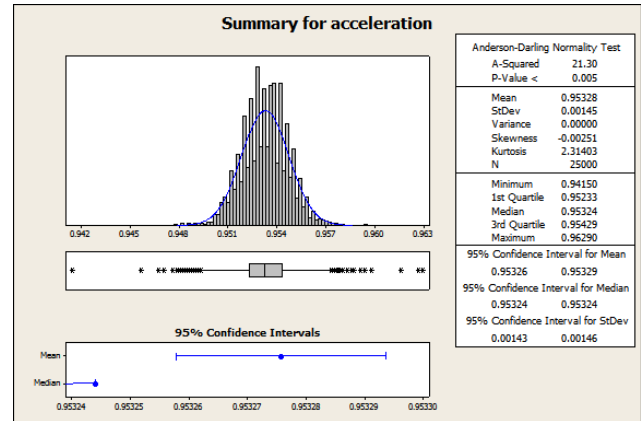 Summary for acceleration
Anderson-Darling Normality Test
A-Squared 21.30
P-Value < 0.005
Mean 0.95328
StDev 0.00145
Variance 0.00000
Skewness -0.00251
Kurtosis 2.31403
N 25000
Minimum 0.94150
1st Quartile 0.95233
Median 0.95324
3rd Quartile 0.95429
Maximum 0.96290
95% Confidence Interval for Mean
0.95326 0.95329
95% Confidence Interval for Median
0.95324 0.95324
95% Confidence Interval for StDev
0.00143 0.00146
0.942 0.945 0.948 0.951 0.954 0.957 0.960 0.963
95% Confidence Intervals
Mean
Median
0.95324 0.95325 0.95326 0.95327 0.95328 0.95329 0.95330